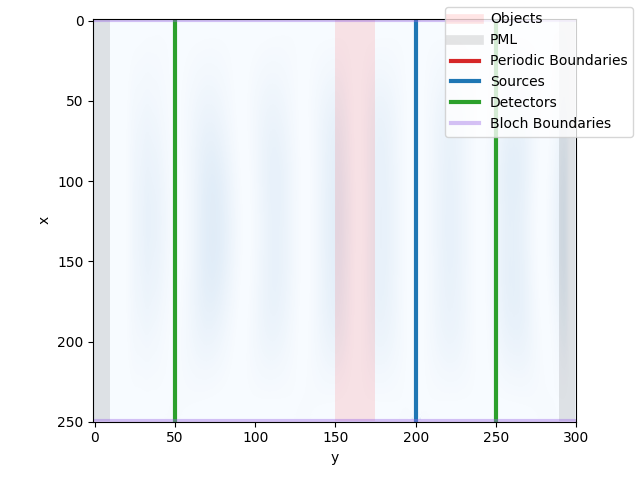 Objects
PML
Periodic Boundaries
Sources
Detectors
Bloch Boundaries
0
50
100
150
200
250
x
0
50
100
150
200
250
300
y